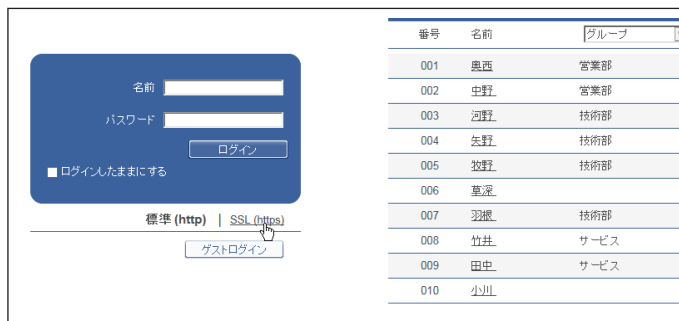 名前
パスワード
ログイン
ログインしたままにする
標準 (http) | SSL (https)
ゲストログイン
番号 名前 グループ
001 奥西 営業部
002 中野 営業部
003 河野 技術部
004 矢野 技術部
005 牧野 技術部
006 草深
007 羽根 技術部
008 竹井 サービス
009 田中 サービス
010 小川